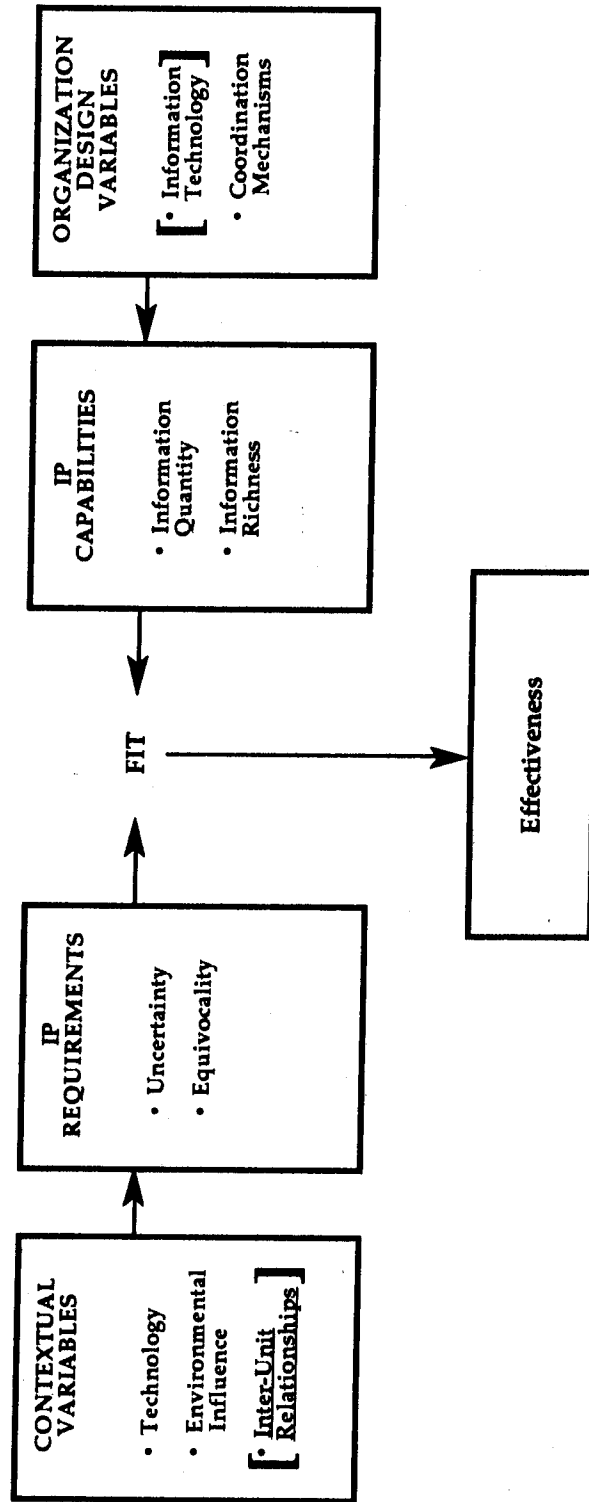 CONTEXTUAL
VARIABLES
• Technology
• Environmental
Influence
[• Inter-Unit
Relationships]
IP
REQUIREMENTS
• Uncertainty
• Equivocality
FIT
IP
CAPABILITIES
• Information
Quantity
• Information
Richness
ORGANIZATION
DESIGN
VARIABLES
[• Information
Technology]
• Coordination
Mechanisms
Effectiveness